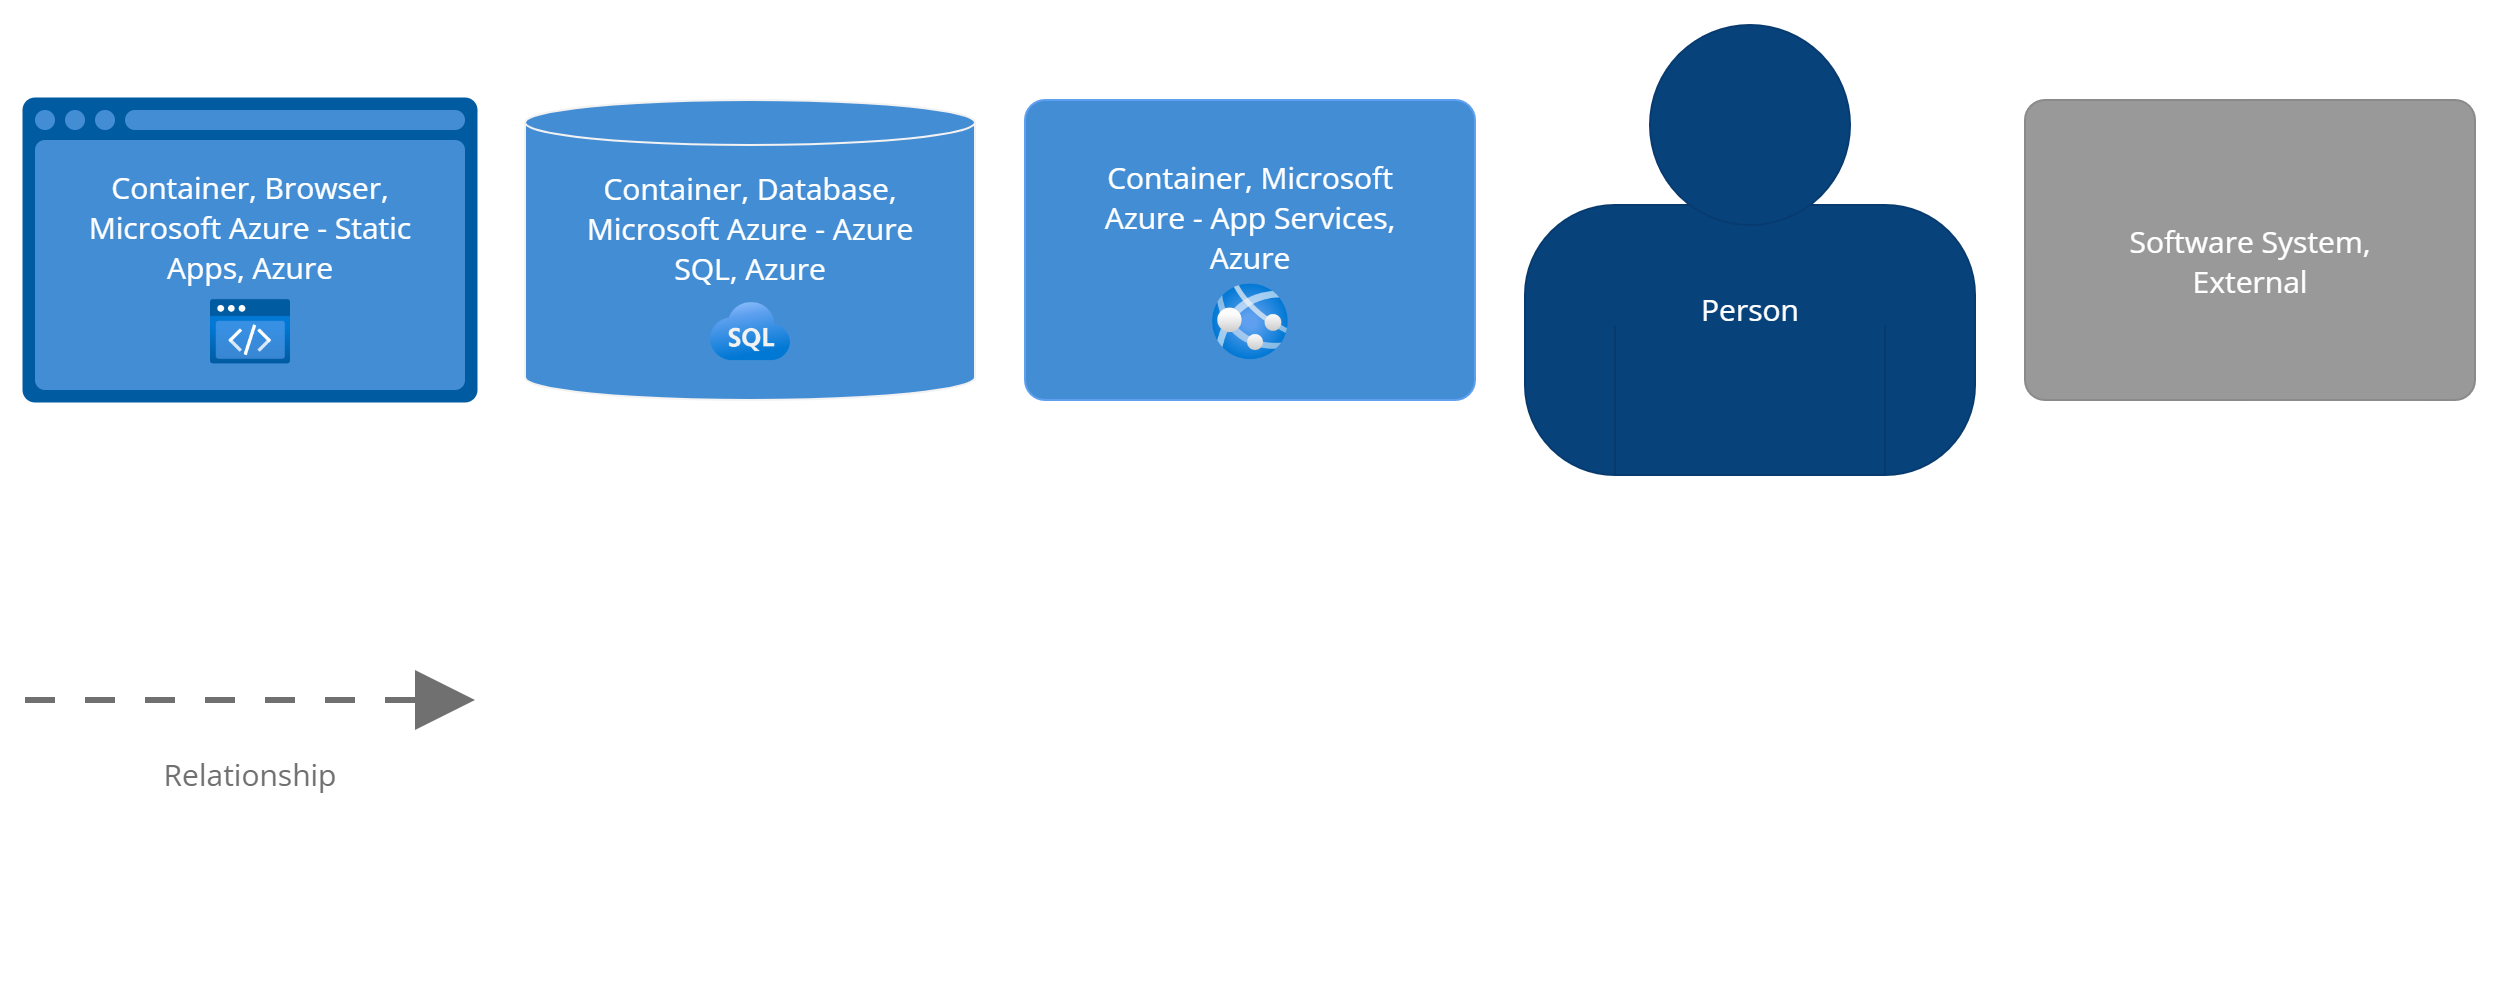 Container, Browser,
Microsoft Azure - Static
Apps, Azure
Container, Database,
Microsoft Azure - Azure
SQL, Azure
SQL
Container, Microsoft
Azure - App Services,
Azure
Person
Software System,
External
Relationship